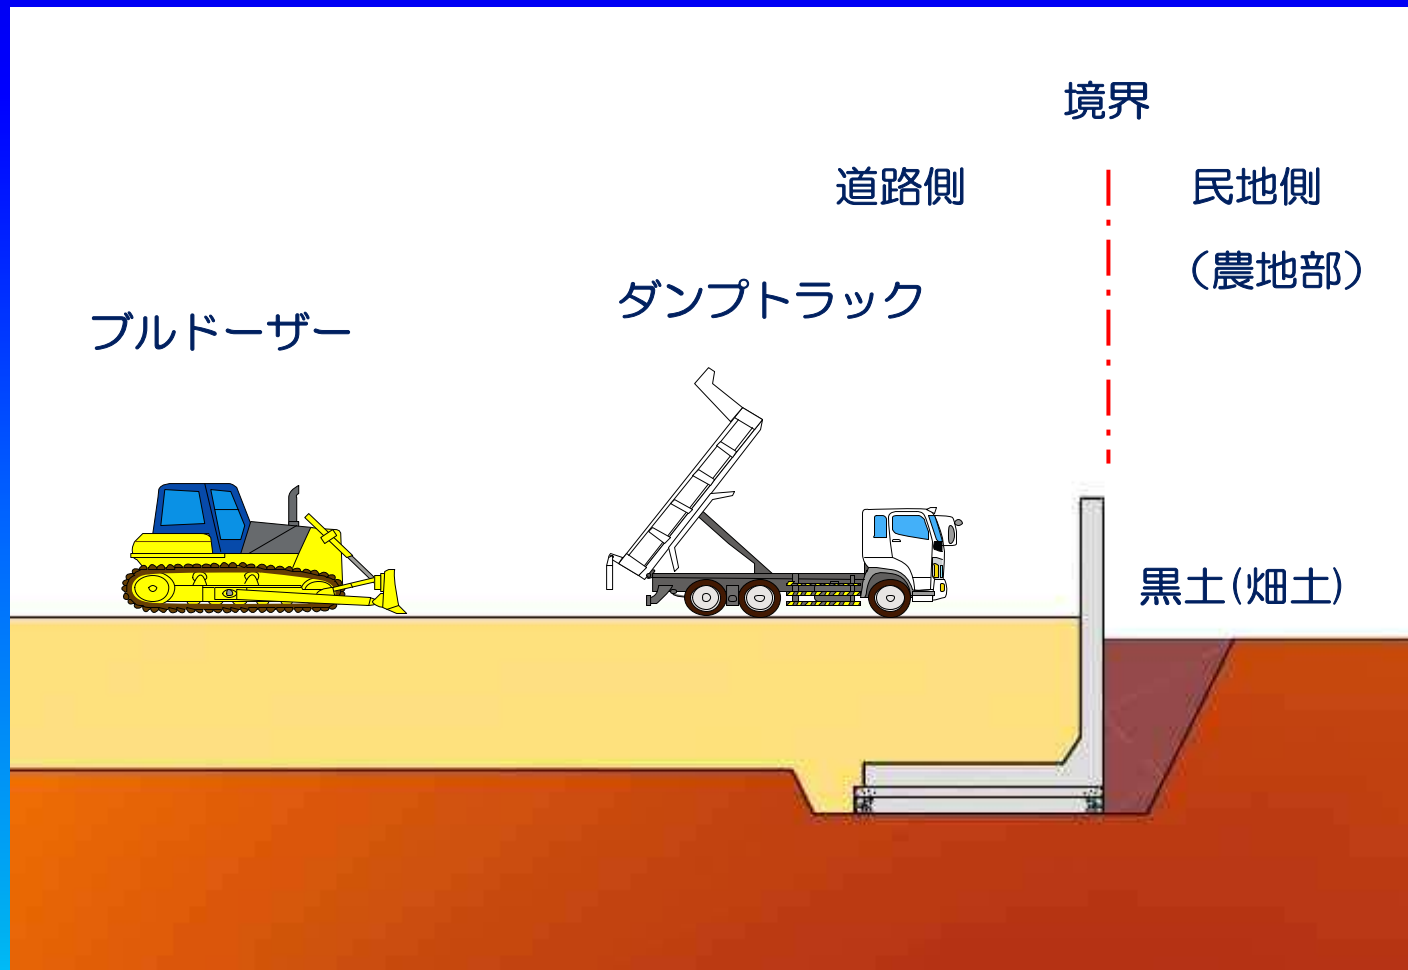 境界
道路側
民地側
(農地部)
ダンプトラック
ブルドーザー
黒土(畑土)